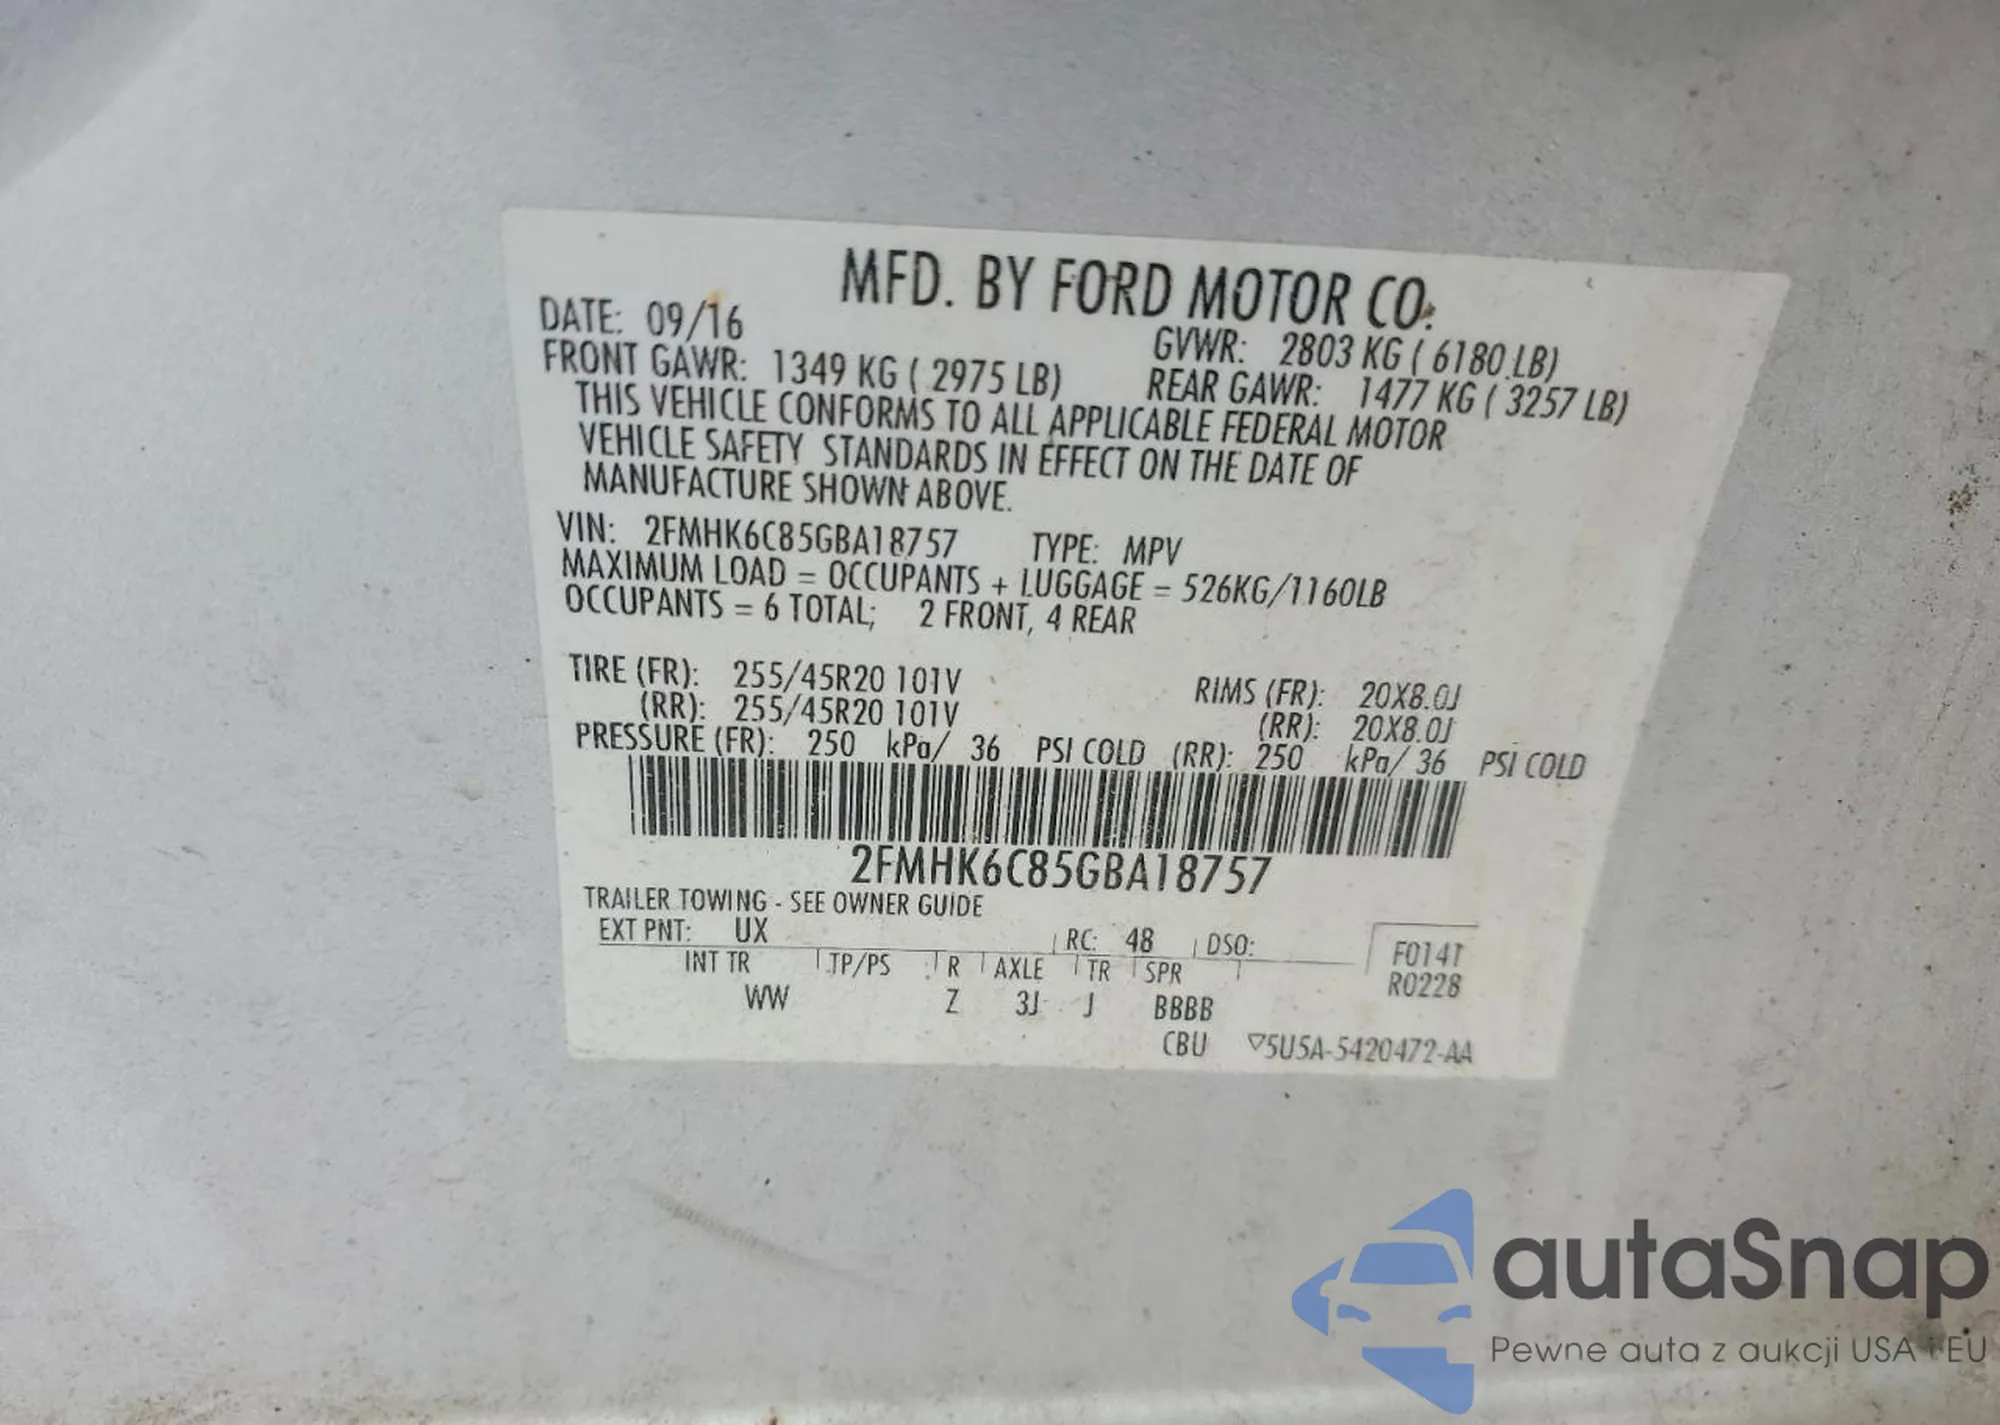 MFD. BY FORD MOTOR CO.
DATE: 09/16 GVWR: 2803 KG ( 6180 LB)
FRONT GAWR: 1349 KG ( 2975 LB) REAR GAWR: 1477 KG ( 3257 LB)
THIS VEHICLE CONFORMS TO ALL APPLICABLE FEDERAL MOTOR
VEHICLE SAFETY STANDARDS IN EFFECT ON THE DATE OF
MANUFACTURE SHOWN ABOVE.
VIN: 2FMHK6C85GBA18757 TYPE: MPV
MAXIMUM LOAD = OCCUPANTS + LUGGAGE = 526KG/1160LB
OCCUPANTS = 6 TOTAL; 2 FRONT, 4 REAR
TIRE (FR): 255/45R20 101V RIMS (FR): 20X8.0J
(RR): 255/45R20 101V (RR): 20X8.0J
PRESSURE (FR): 250 kPa/ 36 PSI COLD (RR): 250 kPa/ 36 PSI COLD
2FMHK6C85GBA18757
TRAILER TOWING - SEE OWNER GUIDE
EXT PNT: UX RC: 48 DSO:
F014T
R0228
INT TR TP/PS R AXLE TR SPR
WW Z 3J J BBBB
CBU ▽5U5A-5420472-AA
autaSnap
Pewne auta z aukcji USA i EU